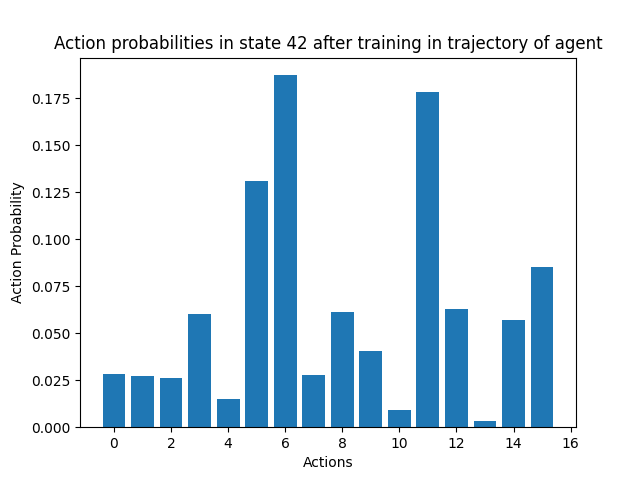 Action probabilities in state 42 after training in trajectory of agent
Action Probability
0.175
0.150
0.125
0.100
0.075
0.050
0.025
0.000
0 2 4 6 8 10 12 14 16
Actions